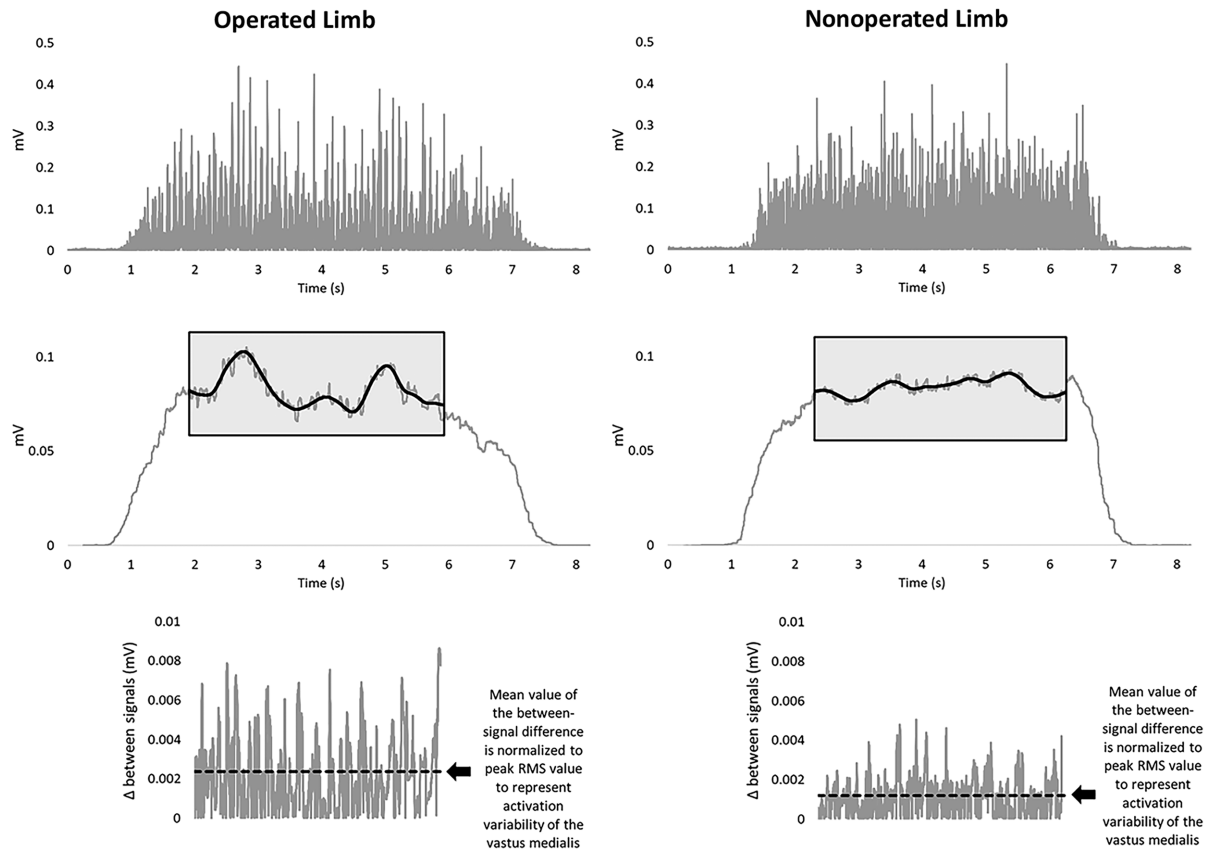 Operated Limb
0.5
0.4
0.3
0.2
0.1
0
mV
0 1 2 3 4 5 6 7 8
Time (s)
Nonoperated Limb
0.5
0.4
0.3
0.2
0.1
0
mV
0 1 2 3 4 5 6 7 8
Time (s)
0.1
0.05
0
mV
0 1 2 3 4 5 6 7 8
Time (s)
0.1
0.05
0
mV
0 1 2 3 4 5 6 7 8
Time (s)
0.01
0.008
0.006
0.004
0.002
0
Δ between signals (mV)
Mean value of
the between-
signal difference
is normalized to
peak RMS value
to represent
activation
variability of the
vastus medialis
0.01
0.008
0.006
0.004
0.002
0
Δ between signals (mV)
Mean value of
the between-
signal difference
is normalized to
peak RMS value
to represent
activation
variability of the
vastus medialis